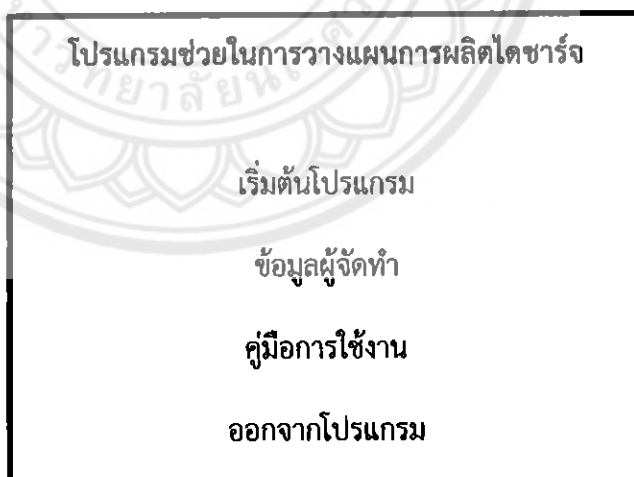 โปรแกรมช่วยในการวางแผนการผลิตไดชาร์จ
เริ่มต้นโปรแกรม
ข้อมูลผู้จัดทำ
คู่มือการใช้งาน
ออกจากโปรแกรม